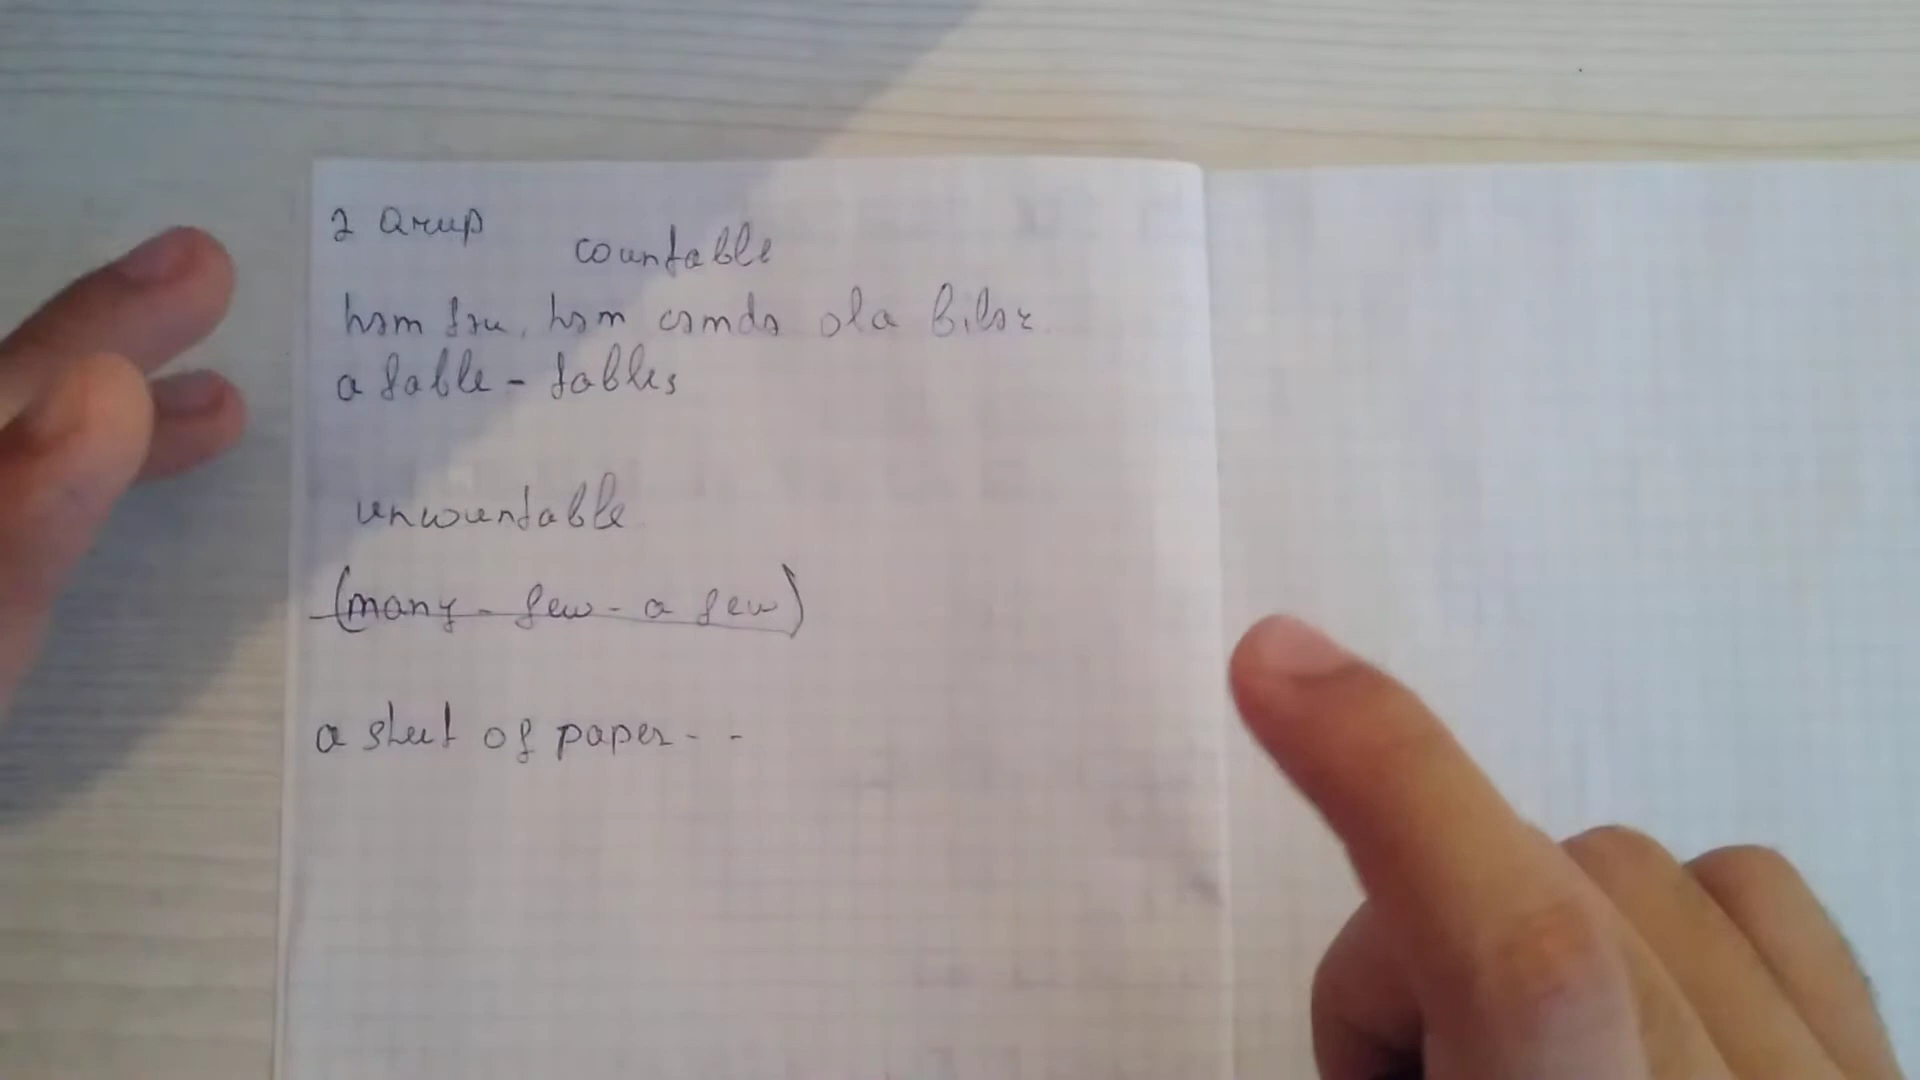 2 qrup
countable
həm tək, həm cəmdə ola bilər
a table - tables
uncountable
(many - few - a few)
a sheet of paper - -